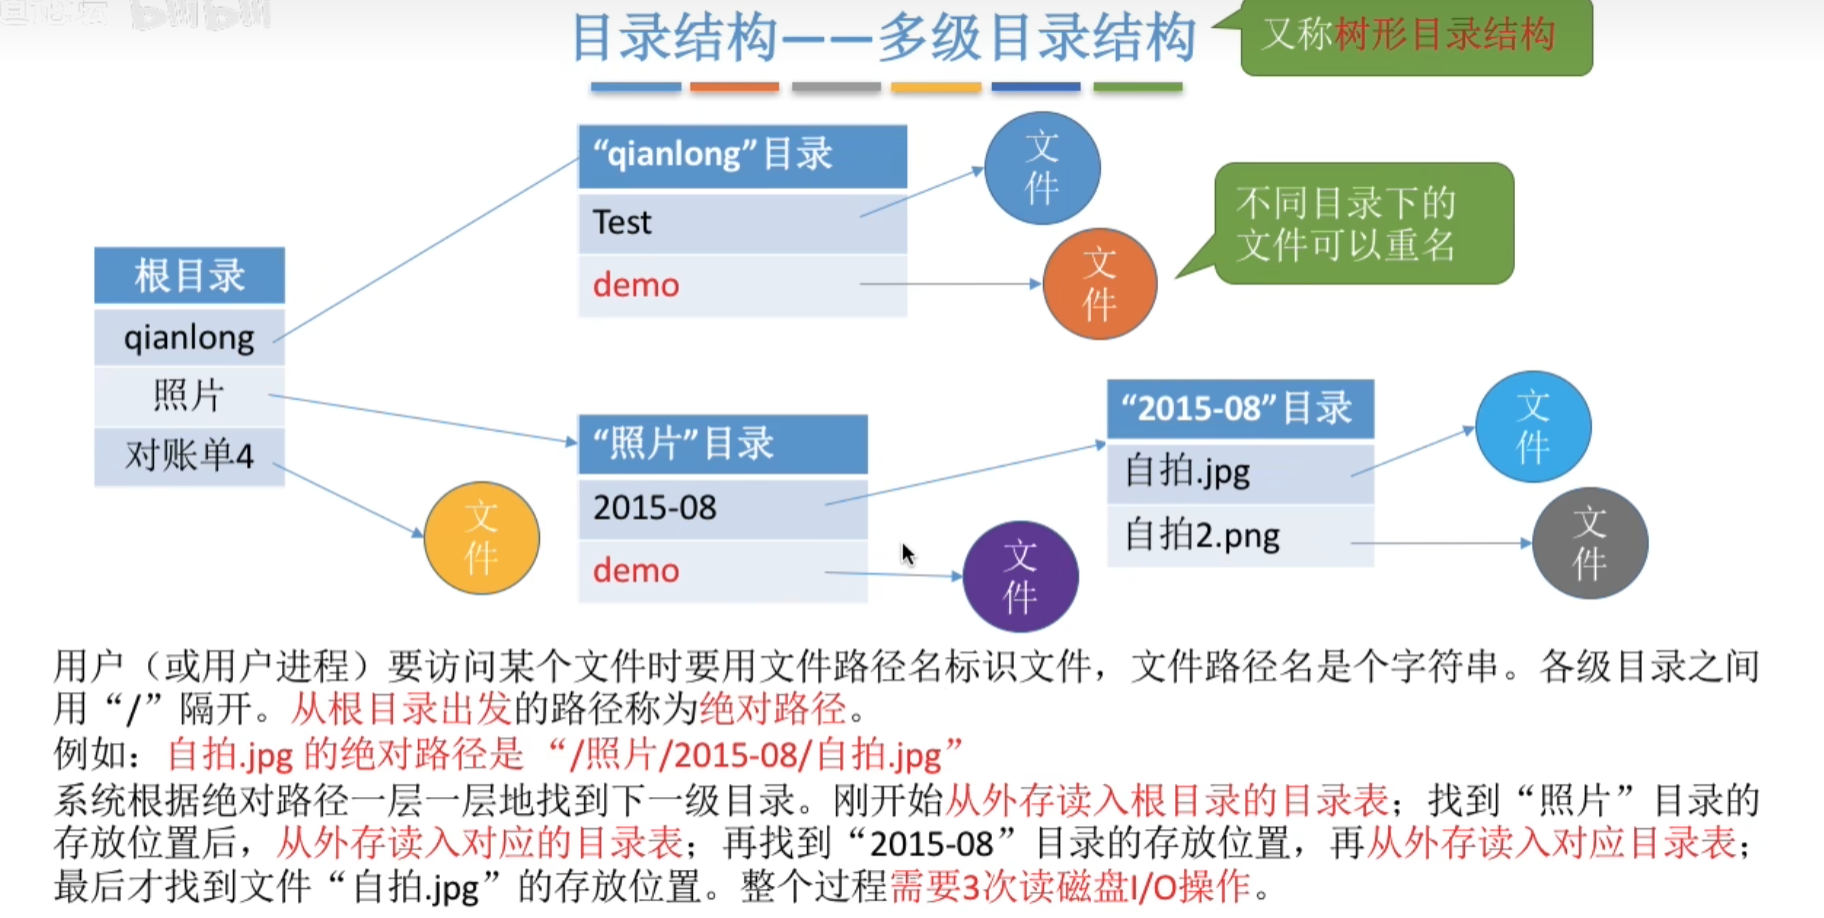 目录结构——多级目录结构
又称树形目录结构
“qianlong”目录
Test
demo
文
件
文
件
不同目录下的
文件可以重名
根目录
qianlong
照片
对账单4
文
件
“照片”目录
2015-08
demo
文
件
“2015-08”目录
自拍.jpg
自拍2.png
文
件
文
件
用户（或用户进程）要访问某个文件时要用文件路径名标识文件，文件路径名是个字符串。各级目录之间
用“/”隔开。从根目录出发的路径称为绝对路径。
例如：自拍.jpg 的绝对路径是“/照片/2015-08/自拍.jpg”
系统根据绝对路径一层一层地找到下一级目录。刚开始从外存读入根目录的目录表；找到“照片”目录的
存放位置后，从外存读入对应的目录表；再找到“2015-08”目录的存放位置，再从外存读入对应目录表；
最后才找到文件“自拍.jpg”的存放位置。整个过程需要3次读磁盘I/O操作。